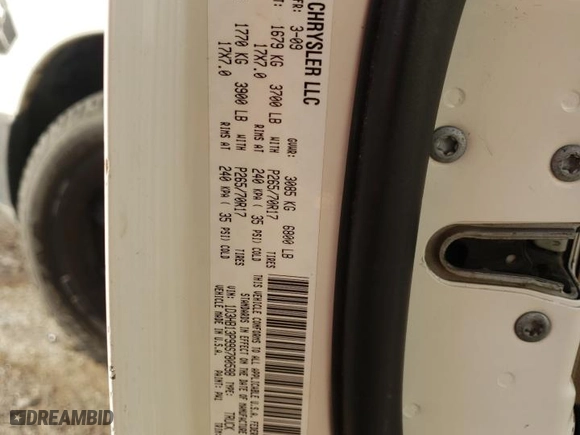 CHRYSLER LLC
3-09
GVWR: 3085 KG 6800 LB
1679 KG 3700 LB WITH P265/70R17 TIRES
17X7.0 RIMS AT 240 KPA ( 35 PSI) COLD
1770 KG 3900 LB WITH P265/70R17 TIRES
17X7.0 RIMS AT 240 KPA ( 35 PSI) COLD
THIS VEHICLE CONFORMS TO ALL APPLICABLE U.S.A.
STANDARDS IN EFFECT ON THE DATE OF MANUFACTURE
VIN: 1D3HB13P99S780598 TYPE: TRUCK
VEHICLE MADE IN U.S.A. PAINT: PW1
DREAMBID